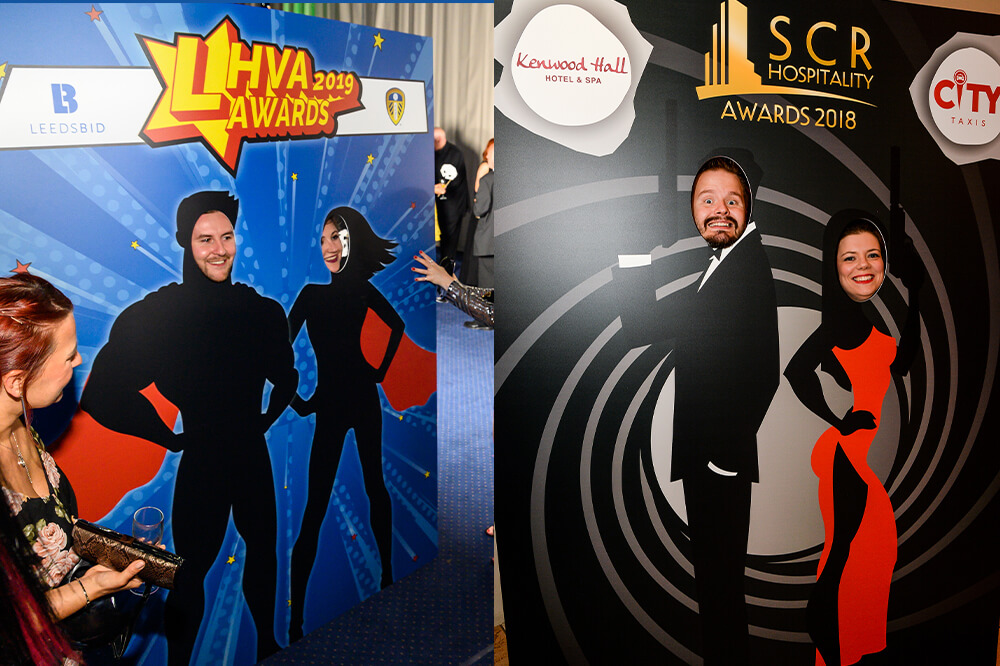 LHVA 2019
AWARDS
LEEDSBID
Kenwood Hall
HOTEL & SPA
SCR
HOSPITALITY
AWARDS 2018
CiTY
TAXIS